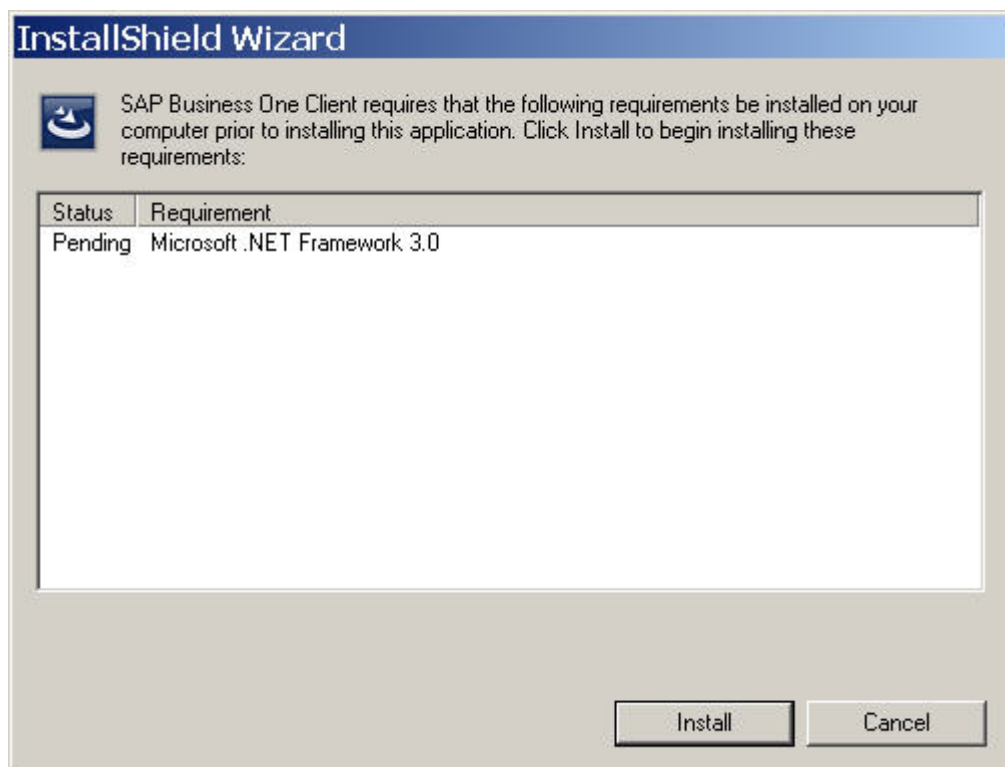 InstallShield Wizard
SAP Business One Client requires that the following requirements be installed on your
computer prior to installing this application. Click Install to begin installing these
requirements:
Status Requirement
Pending Microsoft .NET Framework 3.0
Install Cancel